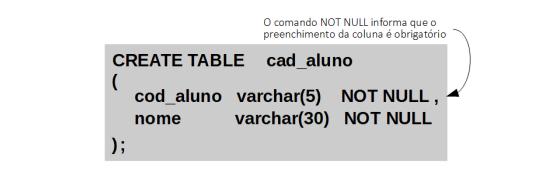 O comando NOT NULL informa que o
preenchimento da coluna é obrigatório
CREATE TABLE cad_aluno
(
cod_aluno varchar(5) NOT NULL ,
nome varchar(30) NOT NULL
) ;